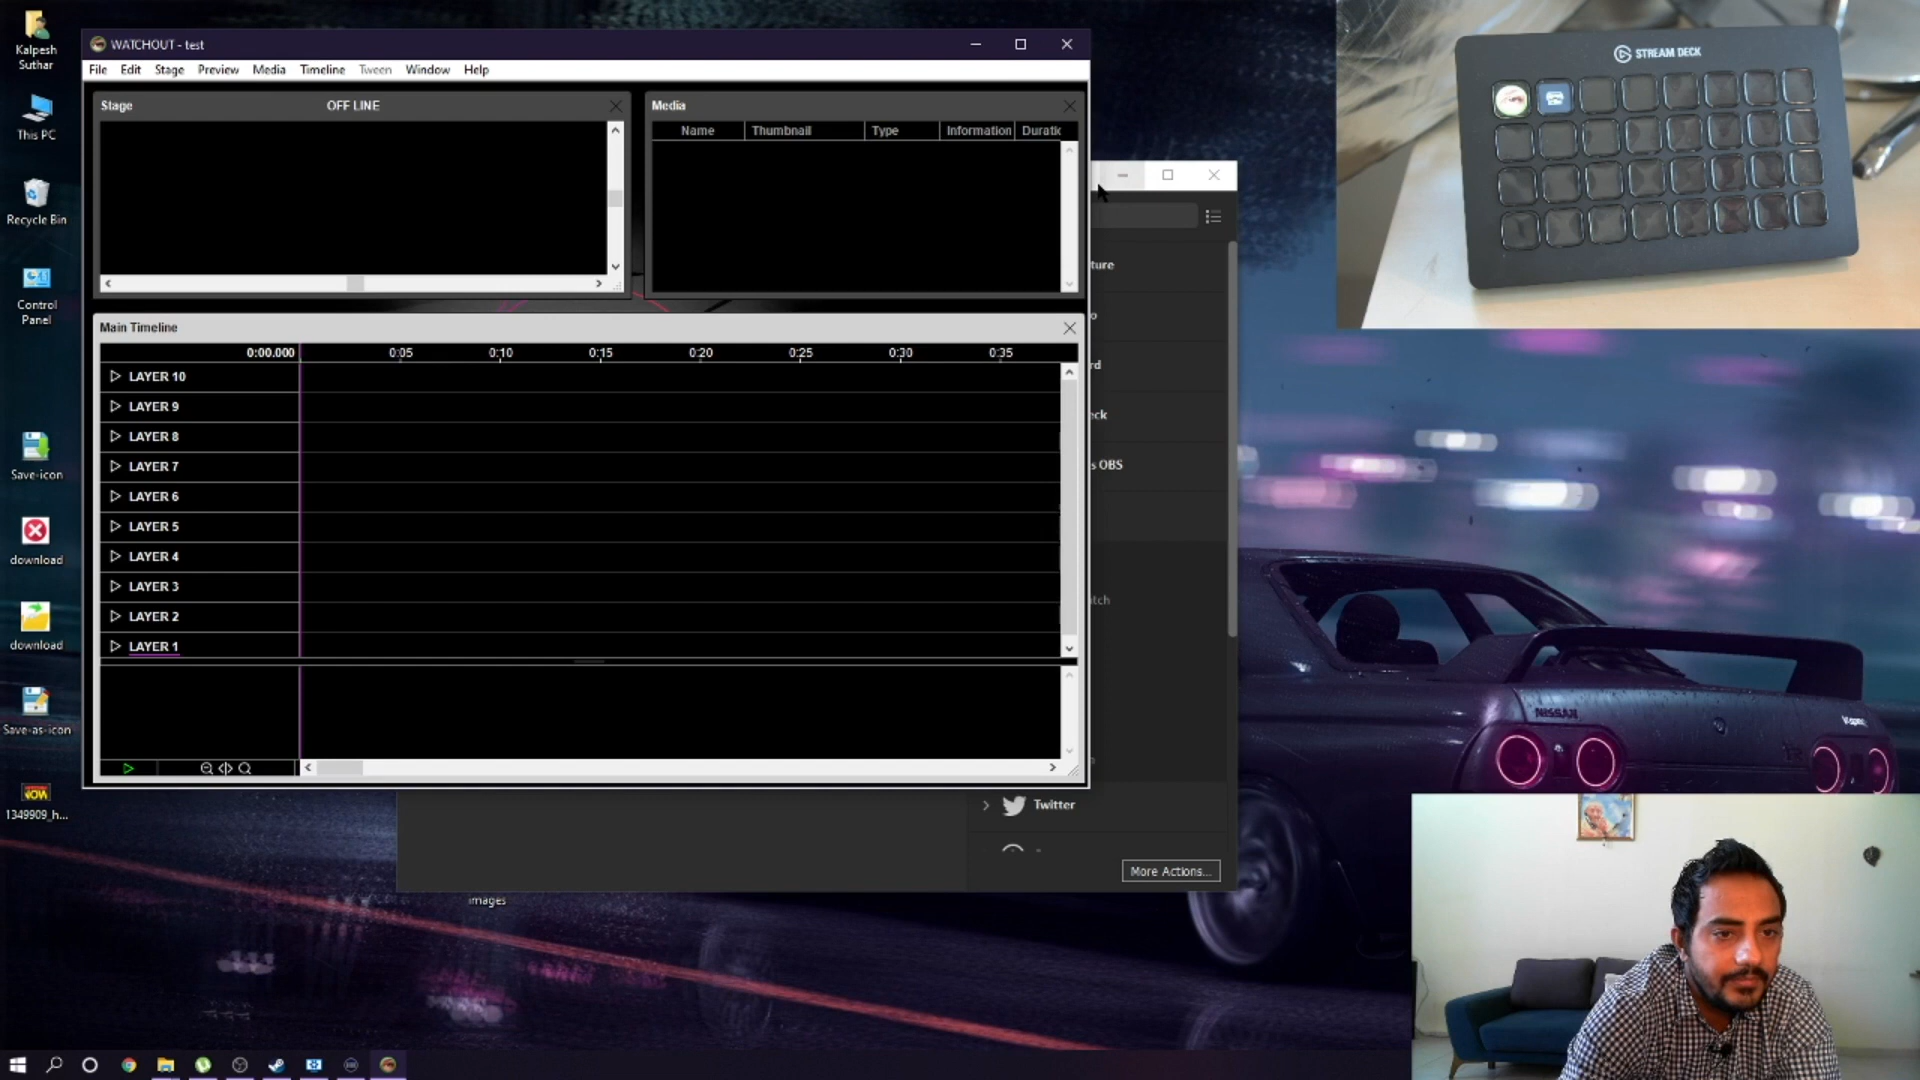 Kalpesh
Suthar
This PC
Recycle Bin
Control
Panel
Save-icon
download
download
Save-as-icon
1349909_h...
WATCHOUT - test
File Edit Stage Preview Media Timeline Tween Window Help
Stage OFF LINE
Media
Name Thumbnail Type Information Duratic
Main Timeline
0:00.000 0:05 0:10 0:15 0:20 0:25 0:30 0:35
LAYER 10
LAYER 9
LAYER 8
LAYER 7
LAYER 6
LAYER 5
LAYER 4
LAYER 3
LAYER 2
LAYER 1
ture
o
rd
eck
s OBS
tch
Twitter
More Actions...
images
STREAM DECK
NISSAN